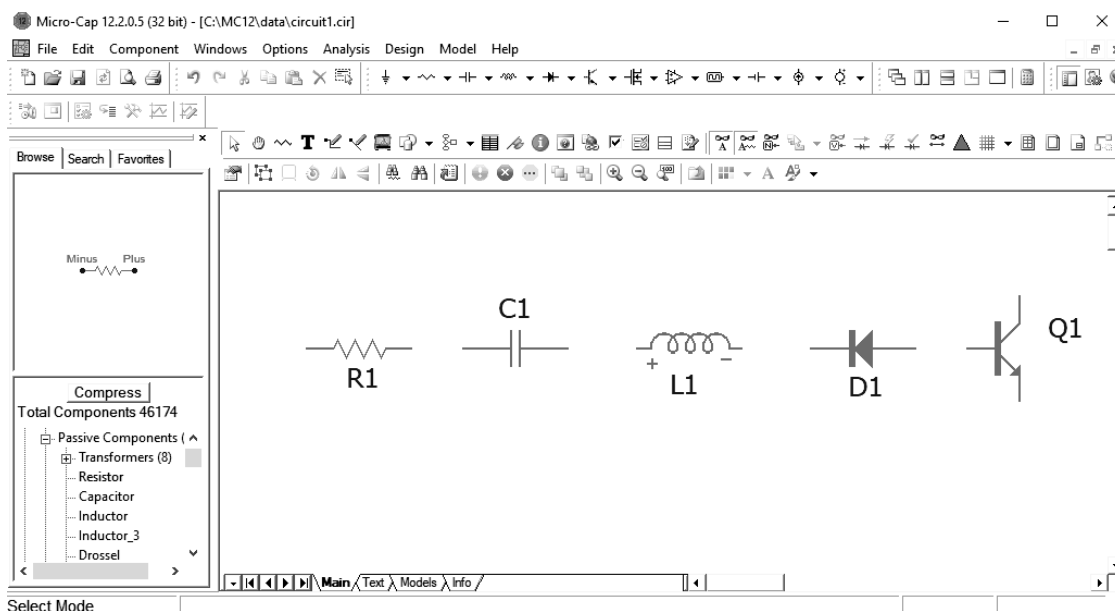 Micro-Cap 12.2.0.5 (32 bit) - [C:\MC12\data\circuit1.cir]
File Edit Component Windows Options Analysis Design Model Help
Browse Search Favorites
Minus Plus
Compress
Total Components 46174
Passive Components (
Transformers (8)
Resistor
Capacitor
Inductor
Inductor_3
Drossel
R1
C1
+ −
L1
D1
Q1
Main Text Models Info
Select Mode